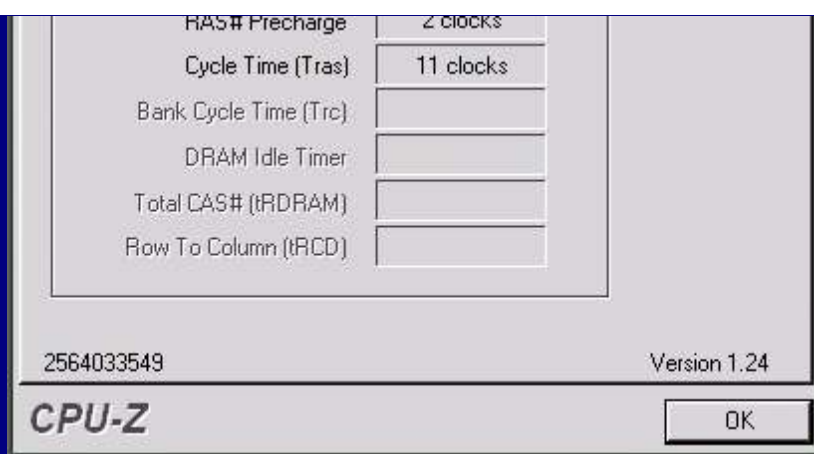 RAS# Precharge 2 clocks
Cycle Time (Tras) 11 clocks
Bank Cycle Time (Trc)
DRAM Idle Timer
Total CAS# (tRDRAM)
Row To Column (tRCD)
2564033549 Version 1.24
CPU-Z OK